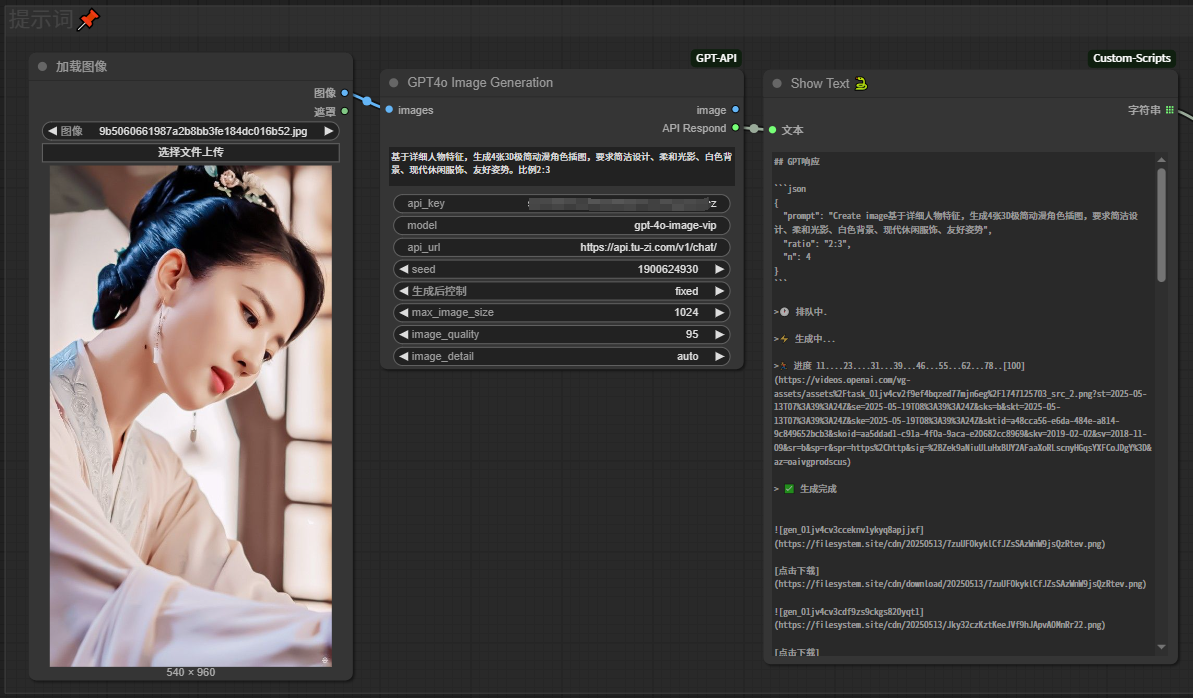 提示词
加载图像
图像
遮罩
图像 9b5060661987a2b8bb3fe184dc016b52.jpg
选择文件上传
540 × 960
GPT-API
GPT4o Image Generation
images
image
API Respond
基于详细人物特征，生成4张3D极简动漫角色插图，要求简洁设计、柔和光影、白色背
景、现代休闲服饰、友好姿势。比例2:3
api_key
model gpt-4o-image-vip
api_url https://api.tu-zi.com/v1/chat/
seed 1900624930
生成后控制 fixed
max_image_size 1024
image_quality 95
image_detail auto
Custom-Scripts
Show Text
字符串
文本
## GPT响应
```json
{
"prompt": "Create image基于详细人物特征，生成4张3D极简动漫角色插图，要求简洁设
计、柔和光影、白色背景、现代休闲服饰、友好姿势",
"ratio": "2:3",
"n": 4
}
```
> 排队中.
>⚡ 生成中...
> 进度 11....23....31...39...46...55...62...78..[100]
(https://videos.openai.com/vg-
assets/assets%2Ftask_01jv4cv2f9ef4bqzed77mjn6eg%2F1747125703_src_2.png?st=2025-05-
13T07%3A39%3A24Z&se=2025-05-19T08%3A39%3A24Z&sks=b&skt=2025-05-
13T07%3A39%3A24Z&ske=2025-05-19T08%3A39%3A24Z&sktid=a48cca56-e6da-484e-a814-
9c849652bcb3&skoid=aa5ddad1-c91a-4f0a-9aca-e20682cc8969&skv=2019-02-02&sv=2018-11-
09&sr=b&sp=r&spr=https%2Chttp&sig=%2BZek9aNiuULuHxBUY2AFaaXoRLscnyHGqsYXFCoJDgY%3D&
az=oaivgprodscus)
> ✅ 生成完成
![gen_01jv4cv3cceknv1ykyq8apjjxf]
(https://filesystem.site/cdn/20250513/7zuUFOkyklCfJZsSAzWnW9jsQzRtev.png)
[点击下载]
(https://filesystem.site/cdn/download/20250513/7zuUFOkyklCfJZsSAzWnW9jsQzRtev.png)
![gen_01jv4cv3cdf9zs9ckgs820yqt1]
(https://filesystem.site/cdn/20250513/Jky32czKztKeeJVf9hJApvAOMnRr22.png)
[点击下载]